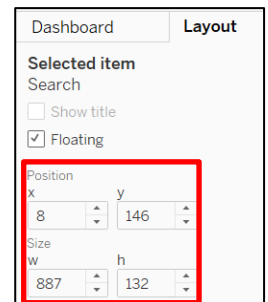 Dashboard Layout
Selected item
Search
Show title
Floating
Position
x y
8 146
Size
w h
887 132